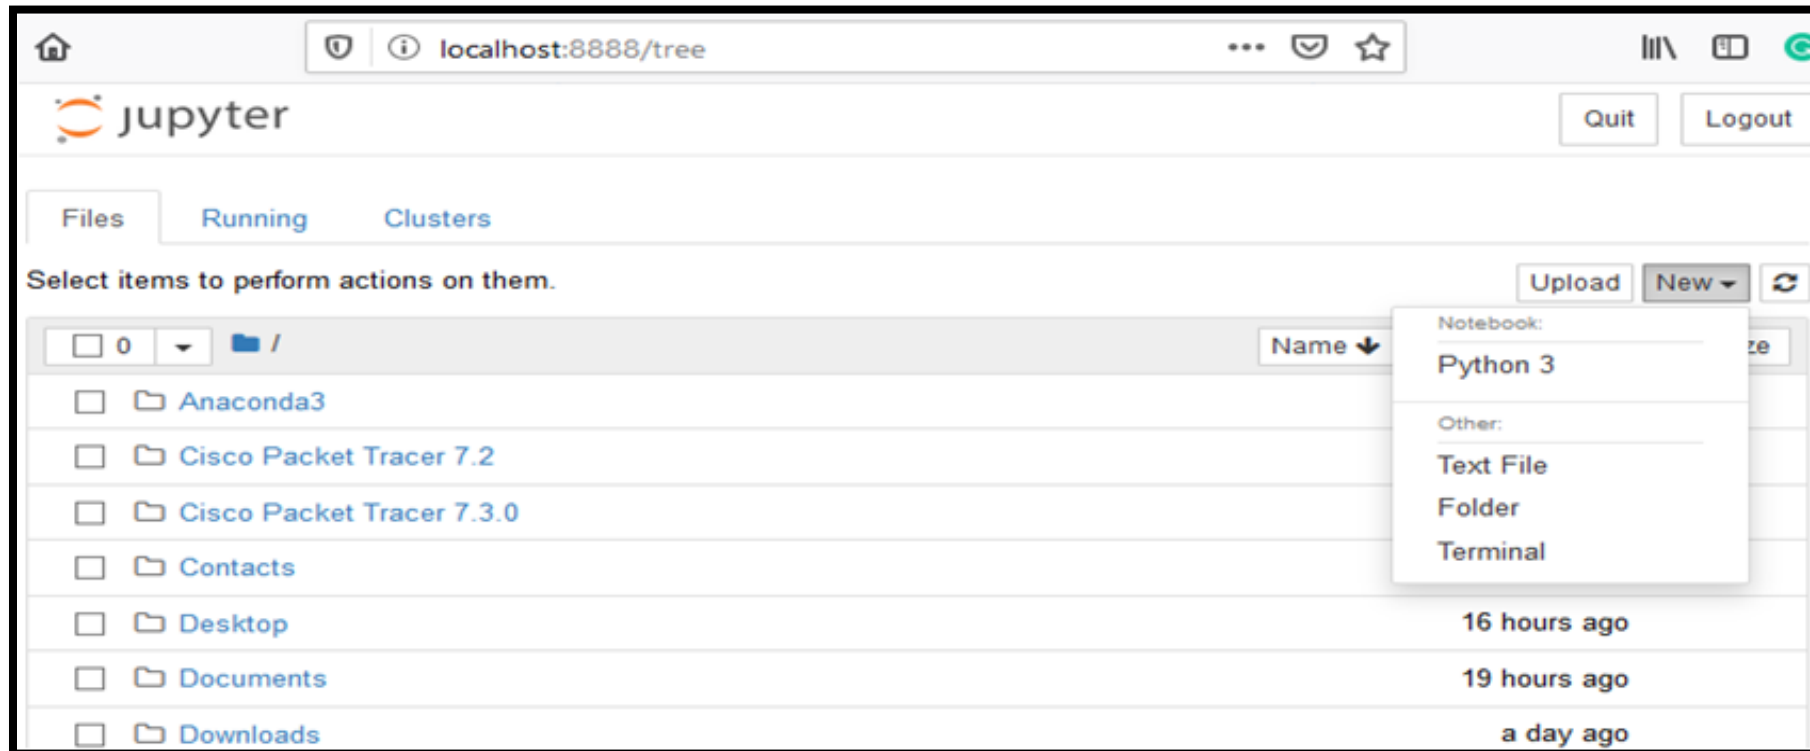 localhost:8888/tree
jupyter
Quit Logout
Files Running Clusters
Select items to perform actions on them.
Upload New
0 / Name ze
Notebook:
Python 3
Other:
Text File
Folder
Terminal
Anaconda3
Cisco Packet Tracer 7.2
Cisco Packet Tracer 7.3.0
Contacts
Desktop 16 hours ago
Documents 19 hours ago
Downloads a day ago